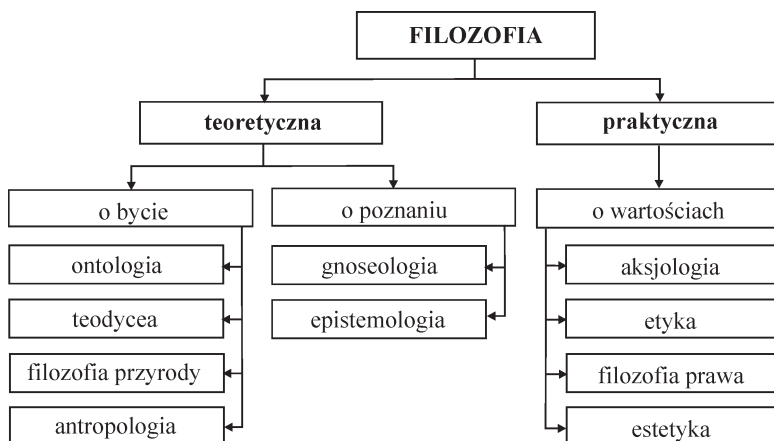 FILOZOFIA
teoretyczna
praktyczna
o bycie
o poznaniu
o wartościach
ontologia
gnoseologia
aksjologia
teodycea
epistemologia
etyka
filozofia przyrody
filozofia prawa
antropologia
estetyka